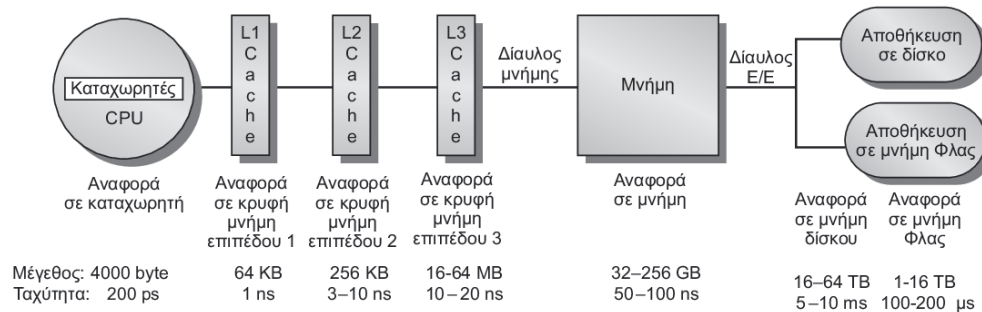 L1
Cache
L2
Cache
L3
Cache
Καταχωρητές
CPU
Δίαυλος
μνήμης
Μνήμη
Δίαυλος
Ε/Ε
Αποθήκευση
σε δίσκο
Αποθήκευση
σε μνήμη Φλας
Αναφορά
σε καταχωρητή
Αναφορά
σε κρυφή
μνήμη
επιπέδου 1
Αναφορά
σε κρυφή
μνήμη
επιπέδου 2
Αναφορά
σε κρυφή
μνήμη
επιπέδου 3
Αναφορά
σε μνήμη
Αναφορά
σε μνήμη
δίσκου
Αναφορά
σε μνήμη
Φλας
Μέγεθος: 4000 byte 64 KB 256 KB 16-64 MB 32–256 GB 16–64 TB 1-16 TB
Ταχύτητα: 200 ps 1 ns 3–10 ns 10–20 ns 50–100 ns 5–10 ms 100-200 μs